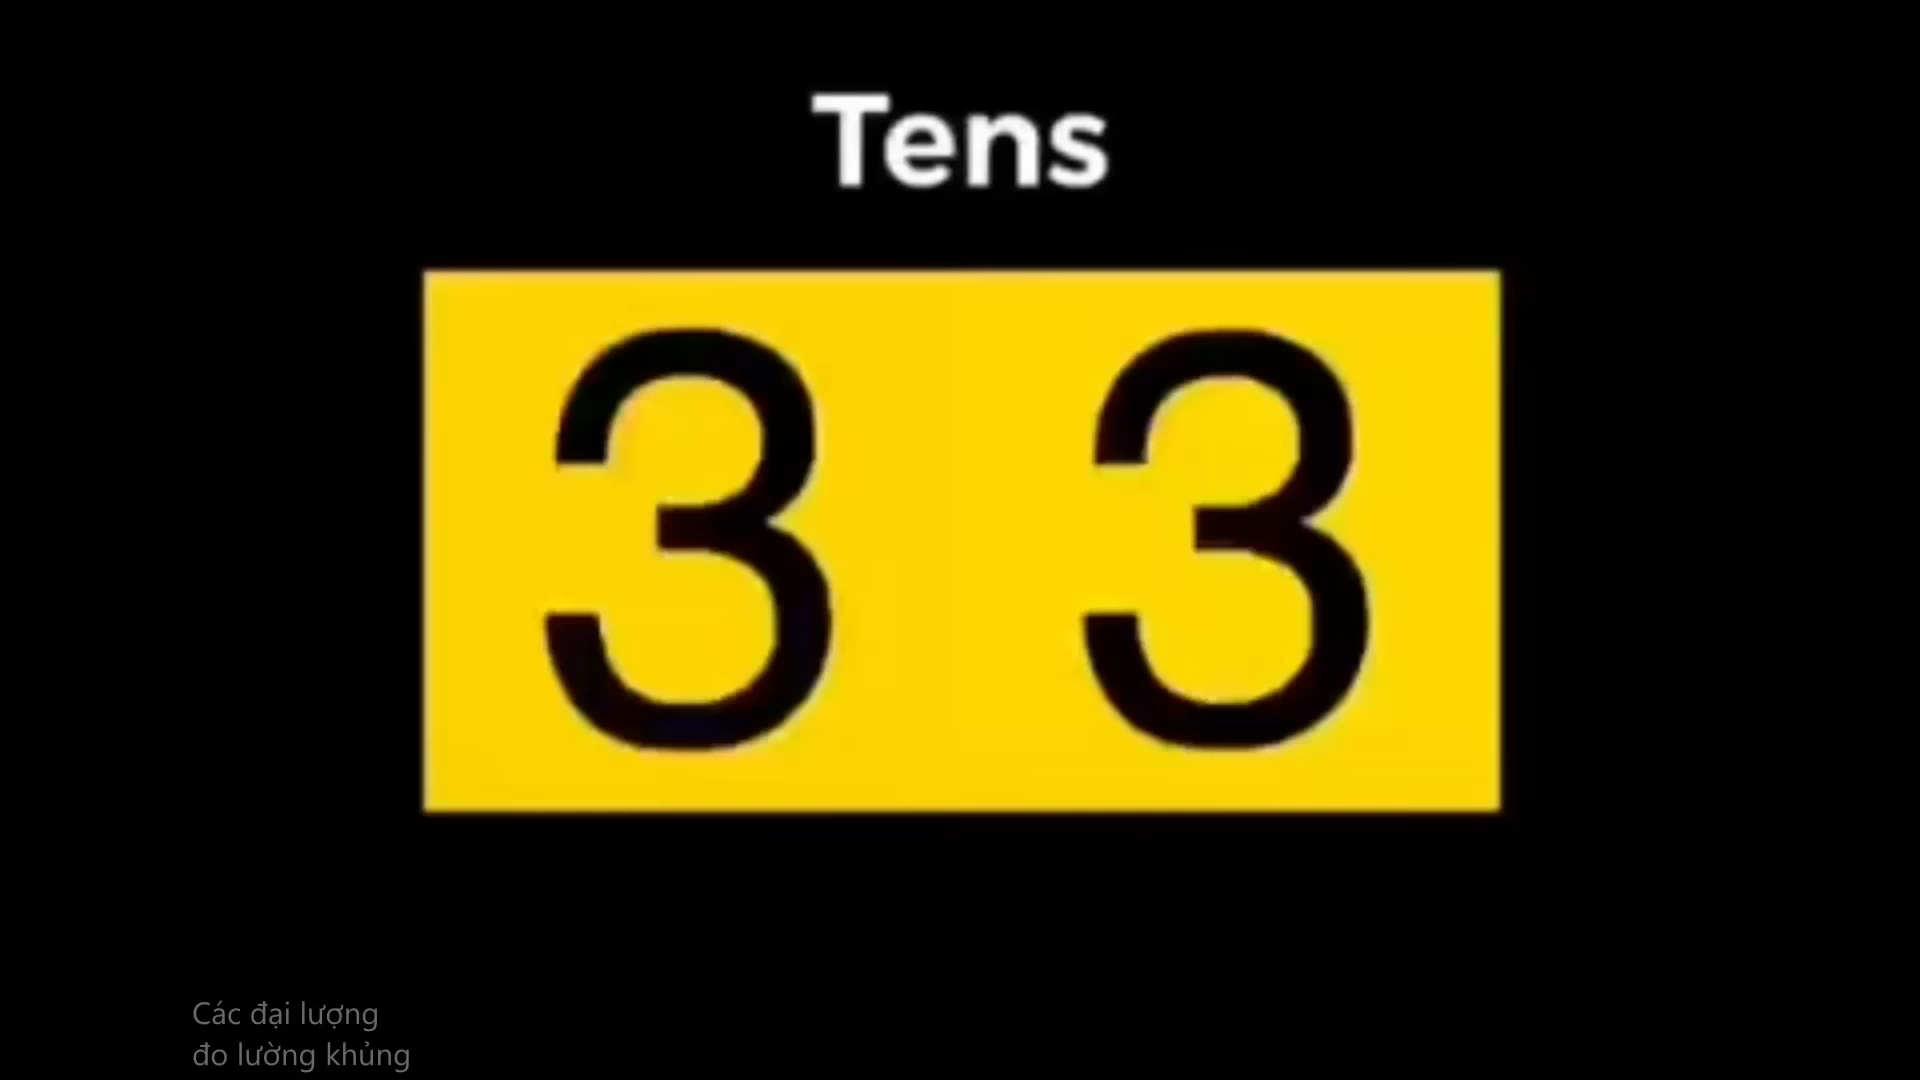 Tens
3 3
Các đại lượng
đo lường khủng